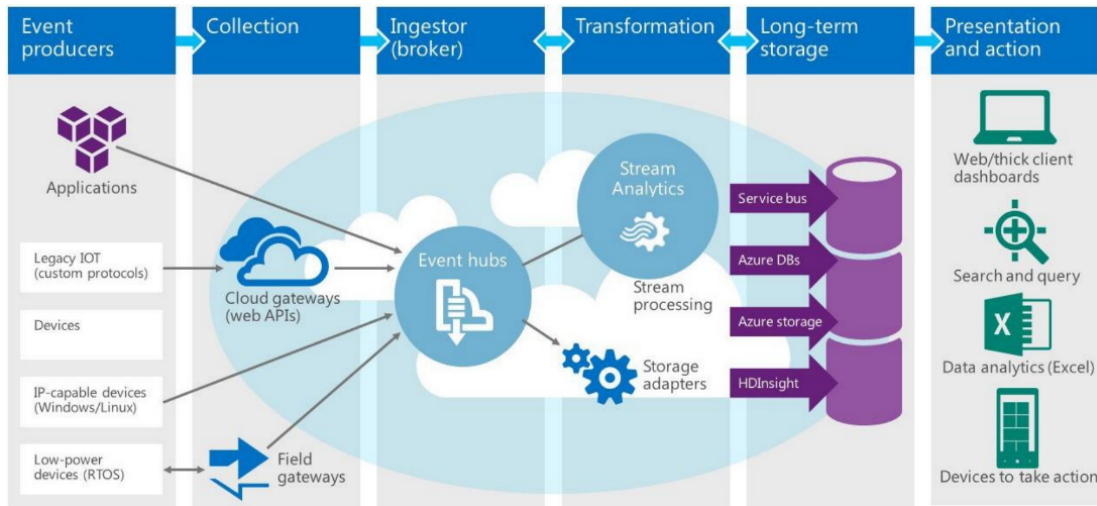 Event
producers
Collection
Ingestor
(broker)
Transformation
Long-term
storage
Presentation
and action
Applications
Legacy IOT
(custom protocols)
Devices
IP-capable devices
(Windows/Linux)
Low-power
devices (RTOS)
Cloud gateways
(web APIs)
Field
gateways
Event hubs
Stream
Analytics
Stream
processing
Storage
adapters
Service bus
Azure DBs
Azure storage
HDInsight
Web/thick client
dashboards
Search and query
X
Data analytics (Excel)
Devices to take action